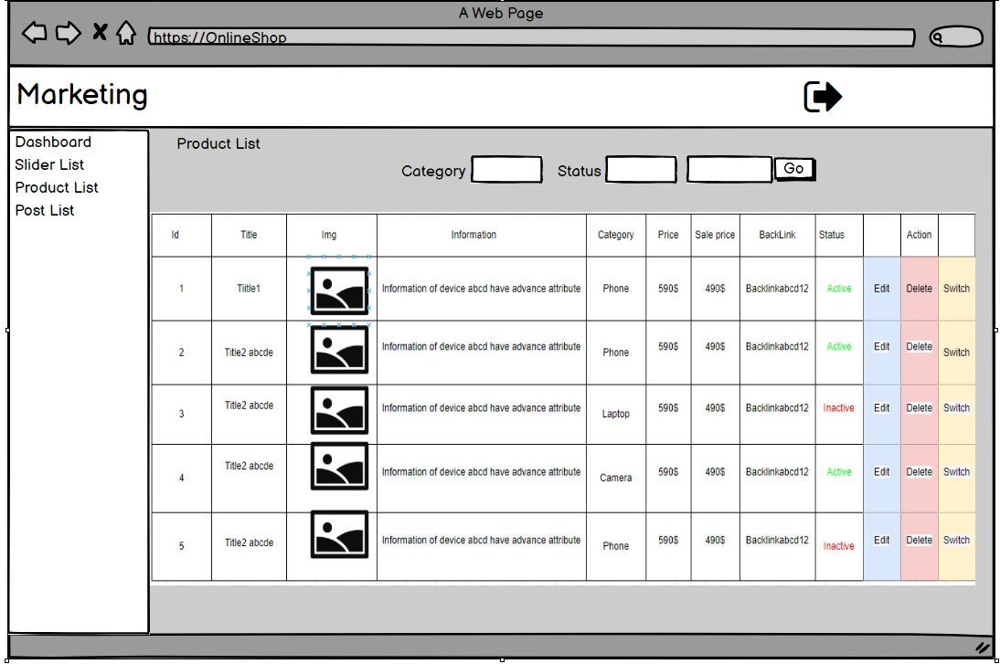 A Web Page
https://OnlineShop
Marketing
Dashboard
Slider List
Product List
Post List
Product List
Category Status Go
Id Title Img Information Category Price Sale price BackLink Status Action
1 Tiitle1 Information of device abcd have advance attribute Phone 590$ 490$ Backlinkabcd12 Active Edit Delete Switch
2 Title2 abcde Information of device abcd have advance attribute Phone 590$ 490$ Backlinkabcd12 Active Edit Delete Switch
3 Title2 abcde Information of device abcd have advance attribute Laptop 590$ 490$ Backlinkabcd12 Inactive Edit Delete Switch
4 Title2 abcde Information of device abcd have advance attribute Camera 590$ 490$ Backlinkabcd12 Active Edit Delete Switch
5 Title2 abcde Information of device abcd have advance attribute Phone 590$ 490$ Backlinkabcd12 Inactive Edit Delete Switch